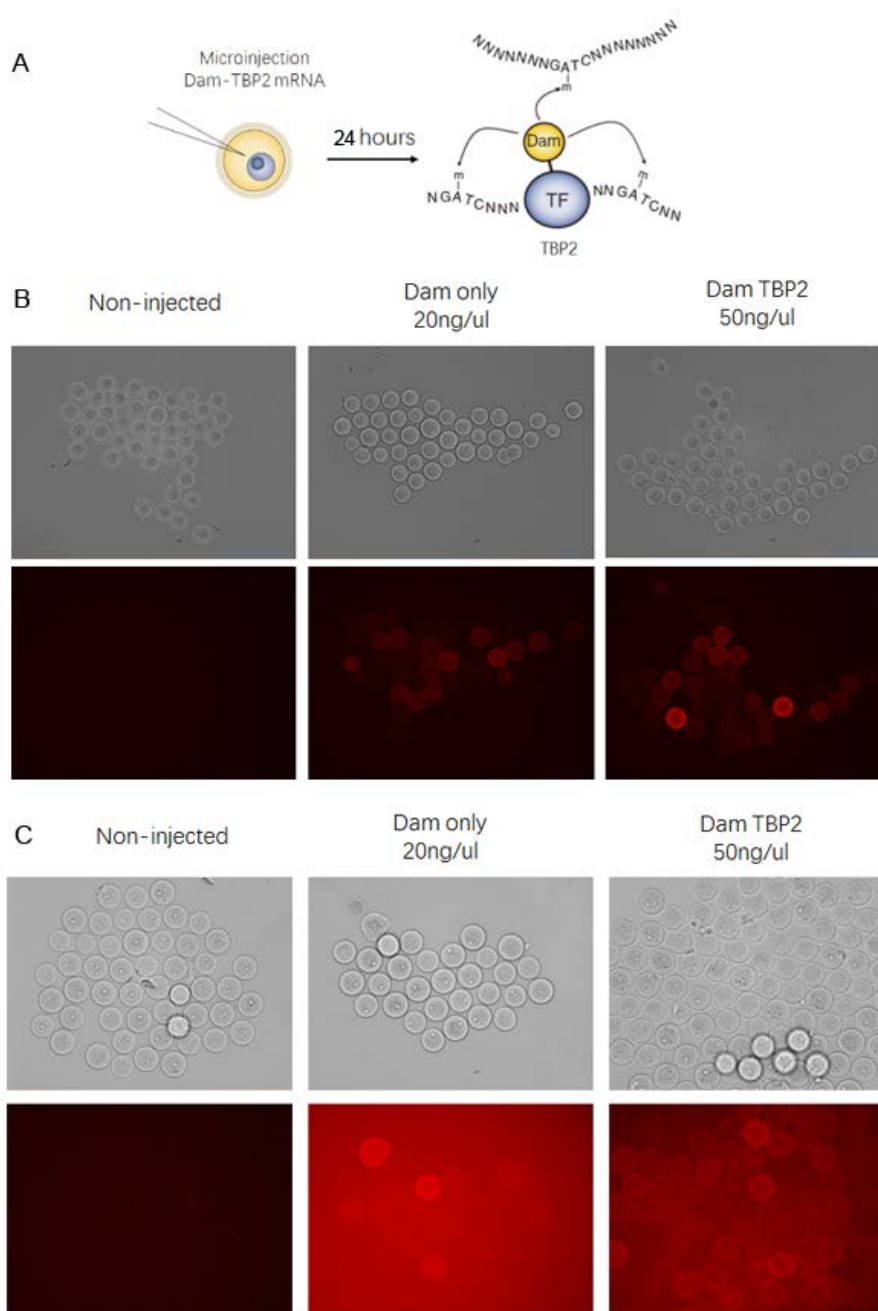 A
Microinjection
Dam-TBP2 mRNA
24 hours
NNNNNNNGATCNNNNNNNNN
m
Dam
m
m
NGATCNNN
TF
NNGATCNN
TBP2
B
Non-injected
Dam only
20ng/ul
Dam TBP2
50ng/ul
C
Non-injected
Dam only
20ng/ul
Dam TBP2
50ng/ul